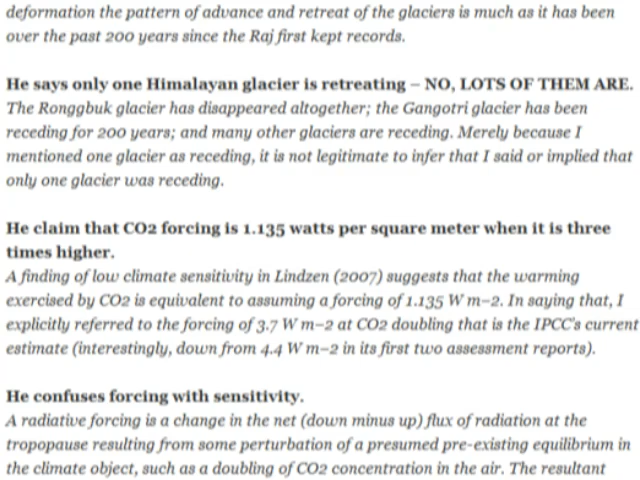 deformation the pattern of advance and retreat of the glaciers is much as it has been
over the past 200 years since the Raj first kept records.
He says only one Himalayan glacier is retreating – NO, LOTS OF THEM ARE.
The Ronggbuk glacier has disappeared altogether; the Gangotri glacier has been
receding for 200 years; and many other glaciers are receding. Merely because I
mentioned one glacier as receding, it is not legitimate to infer that I said or implied that
only one glacier was receding.
He claim that CO2 forcing is 1.135 watts per square meter when it is three
times higher.
A finding of low climate sensitivity in Lindzen (2007) suggests that the warming
exercised by CO2 is equivalent to assuming a forcing of 1.135 W m–2. In saying that, I
explicitly referred to the forcing of 3.7 W m–2 at CO2 doubling that is the IPCC's current
estimate (interestingly, down from 4.4 W m–2 in its first two assessment reports).
He confuses forcing with sensitivity.
A radiative forcing is a change in the net (down minus up) flux of radiation at the
tropopause resulting from some perturbation of a presumed pre-existing equilibrium in
the climate object, such as a doubling of CO2 concentration in the air. The resultant